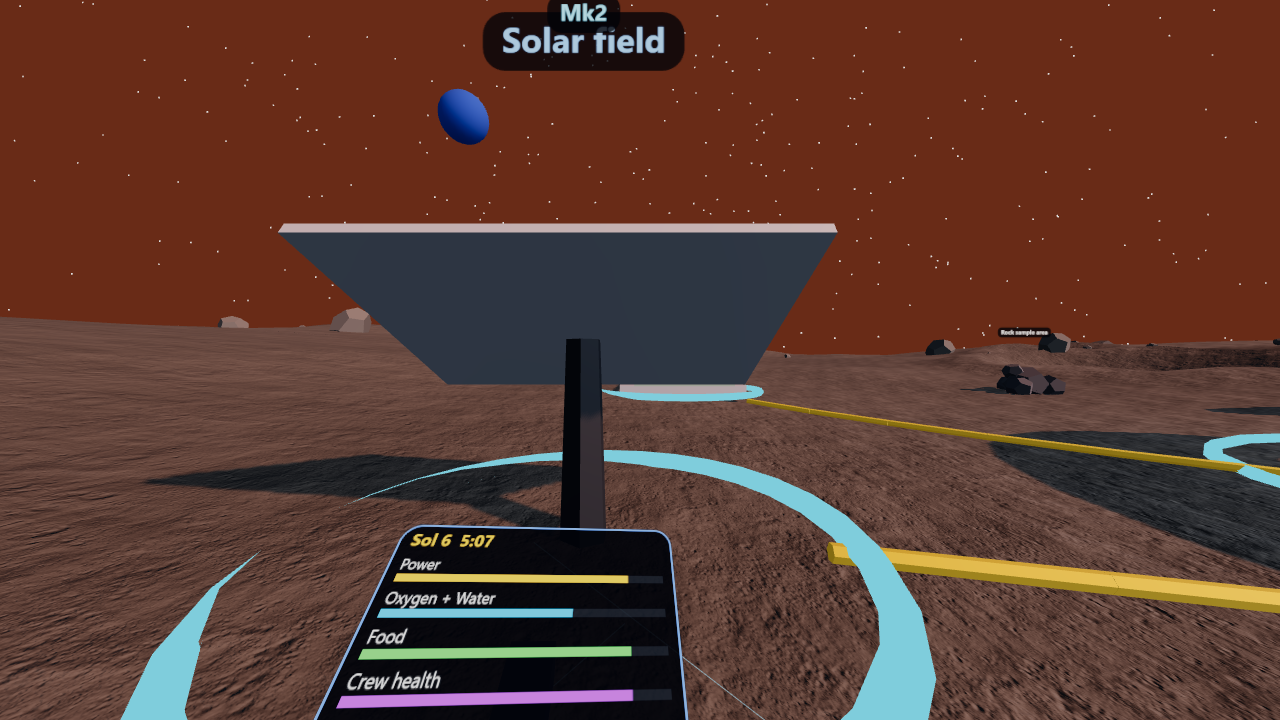 Mk2
Solar field
Rock sample area
Sol 6 5:07
Power
Oxygen + Water
Food
Crew health